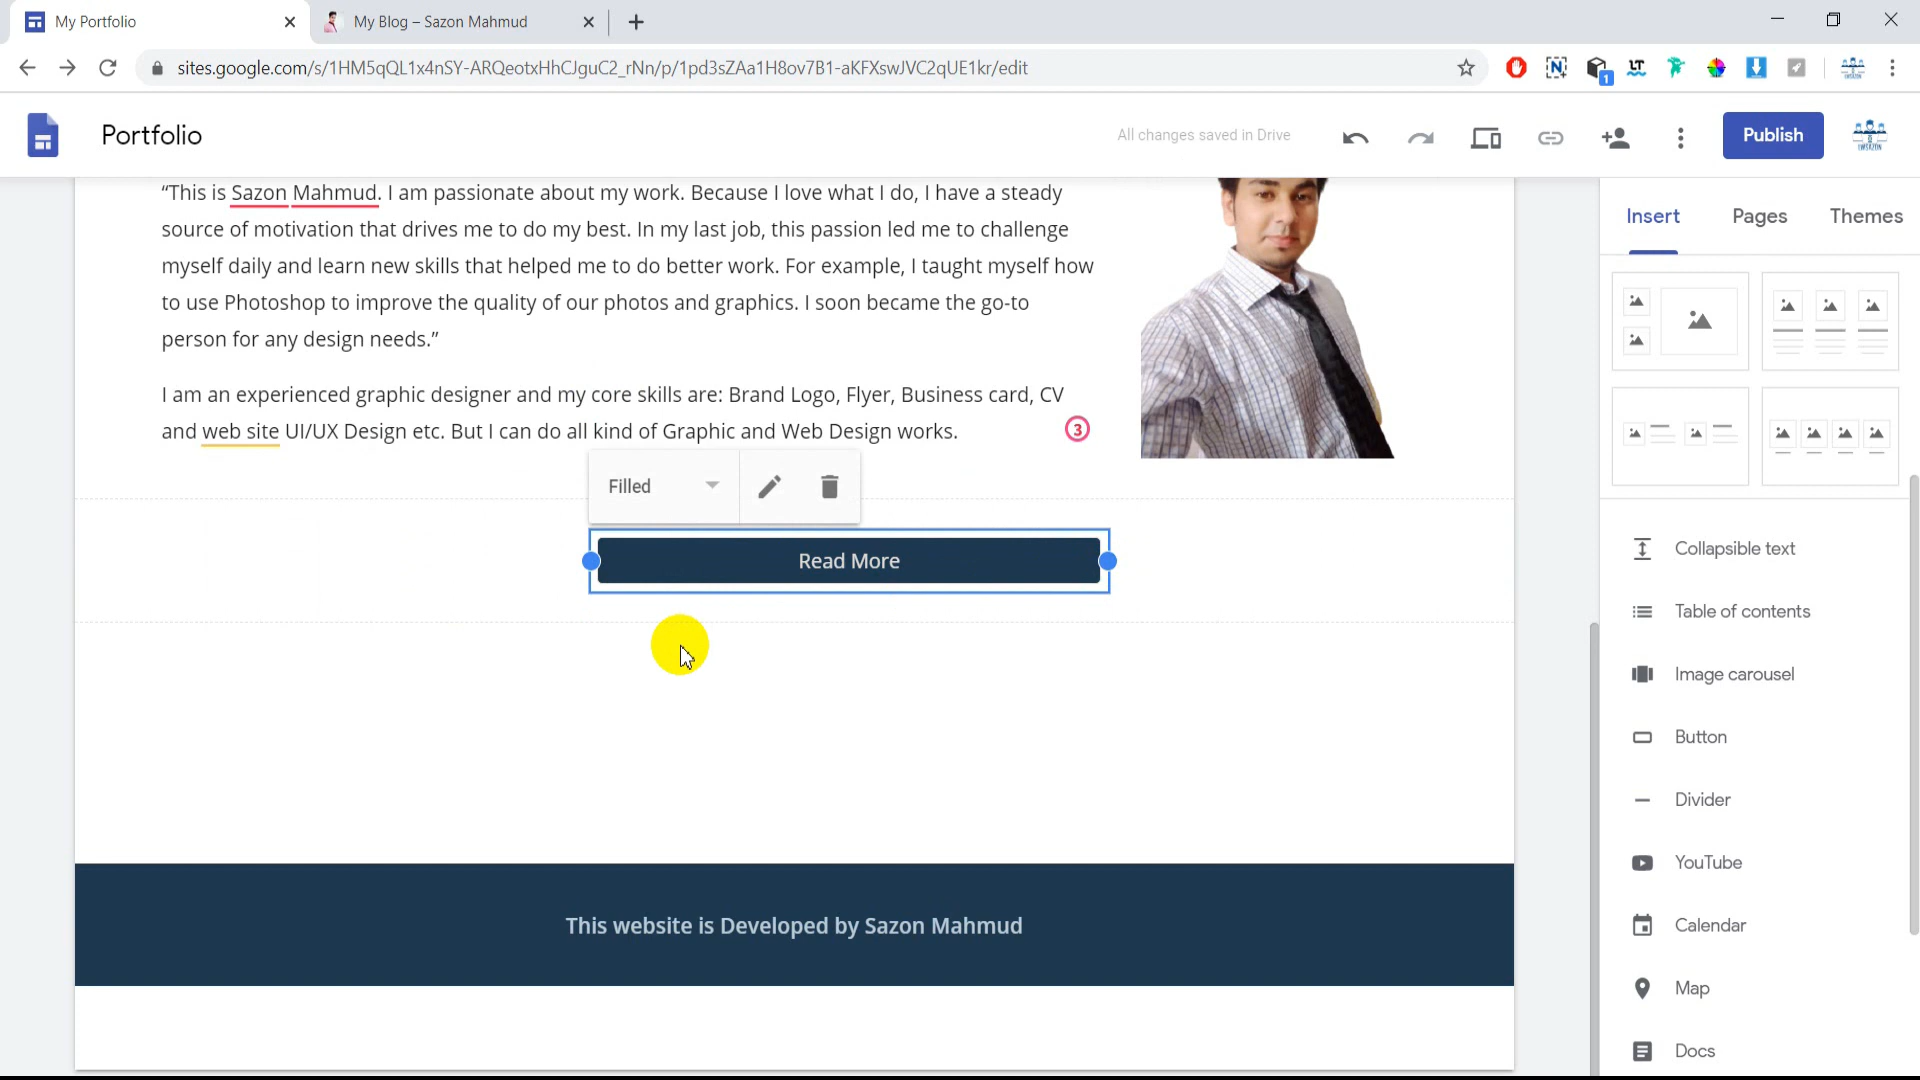 My Portfolio
My Blog – Sazon Mahmud
sites.google.com/s/1HM5qQL1x4nSY-ARQeotxHhCJguC2_rNn/p/1pd3sZAa1H8ov7B1-aKFXswJVC2qUE1kr/edit
1
LT
Portfolio
All changes saved in Drive
Publish
“This is Sazon Mahmud. I am passionate about my work. Because I love what I do, I have a steady
source of motivation that drives me to do my best. In my last job, this passion led me to challenge
myself daily and learn new skills that helped me to do better work. For example, I taught myself how
to use Photoshop to improve the quality of our photos and graphics. I soon became the go-to
person for any design needs.”
I am an experienced graphic designer and my core skills are: Brand Logo, Flyer, Business card, CV
and web site UI/UX Design etc. But I can do all kind of Graphic and Web Design works.
3
Filled
Read More
This website is Developed by Sazon Mahmud
Insert
Pages
Themes
Collapsible text
Table of contents
Image carousel
Button
Divider
YouTube
Calendar
Map
Docs